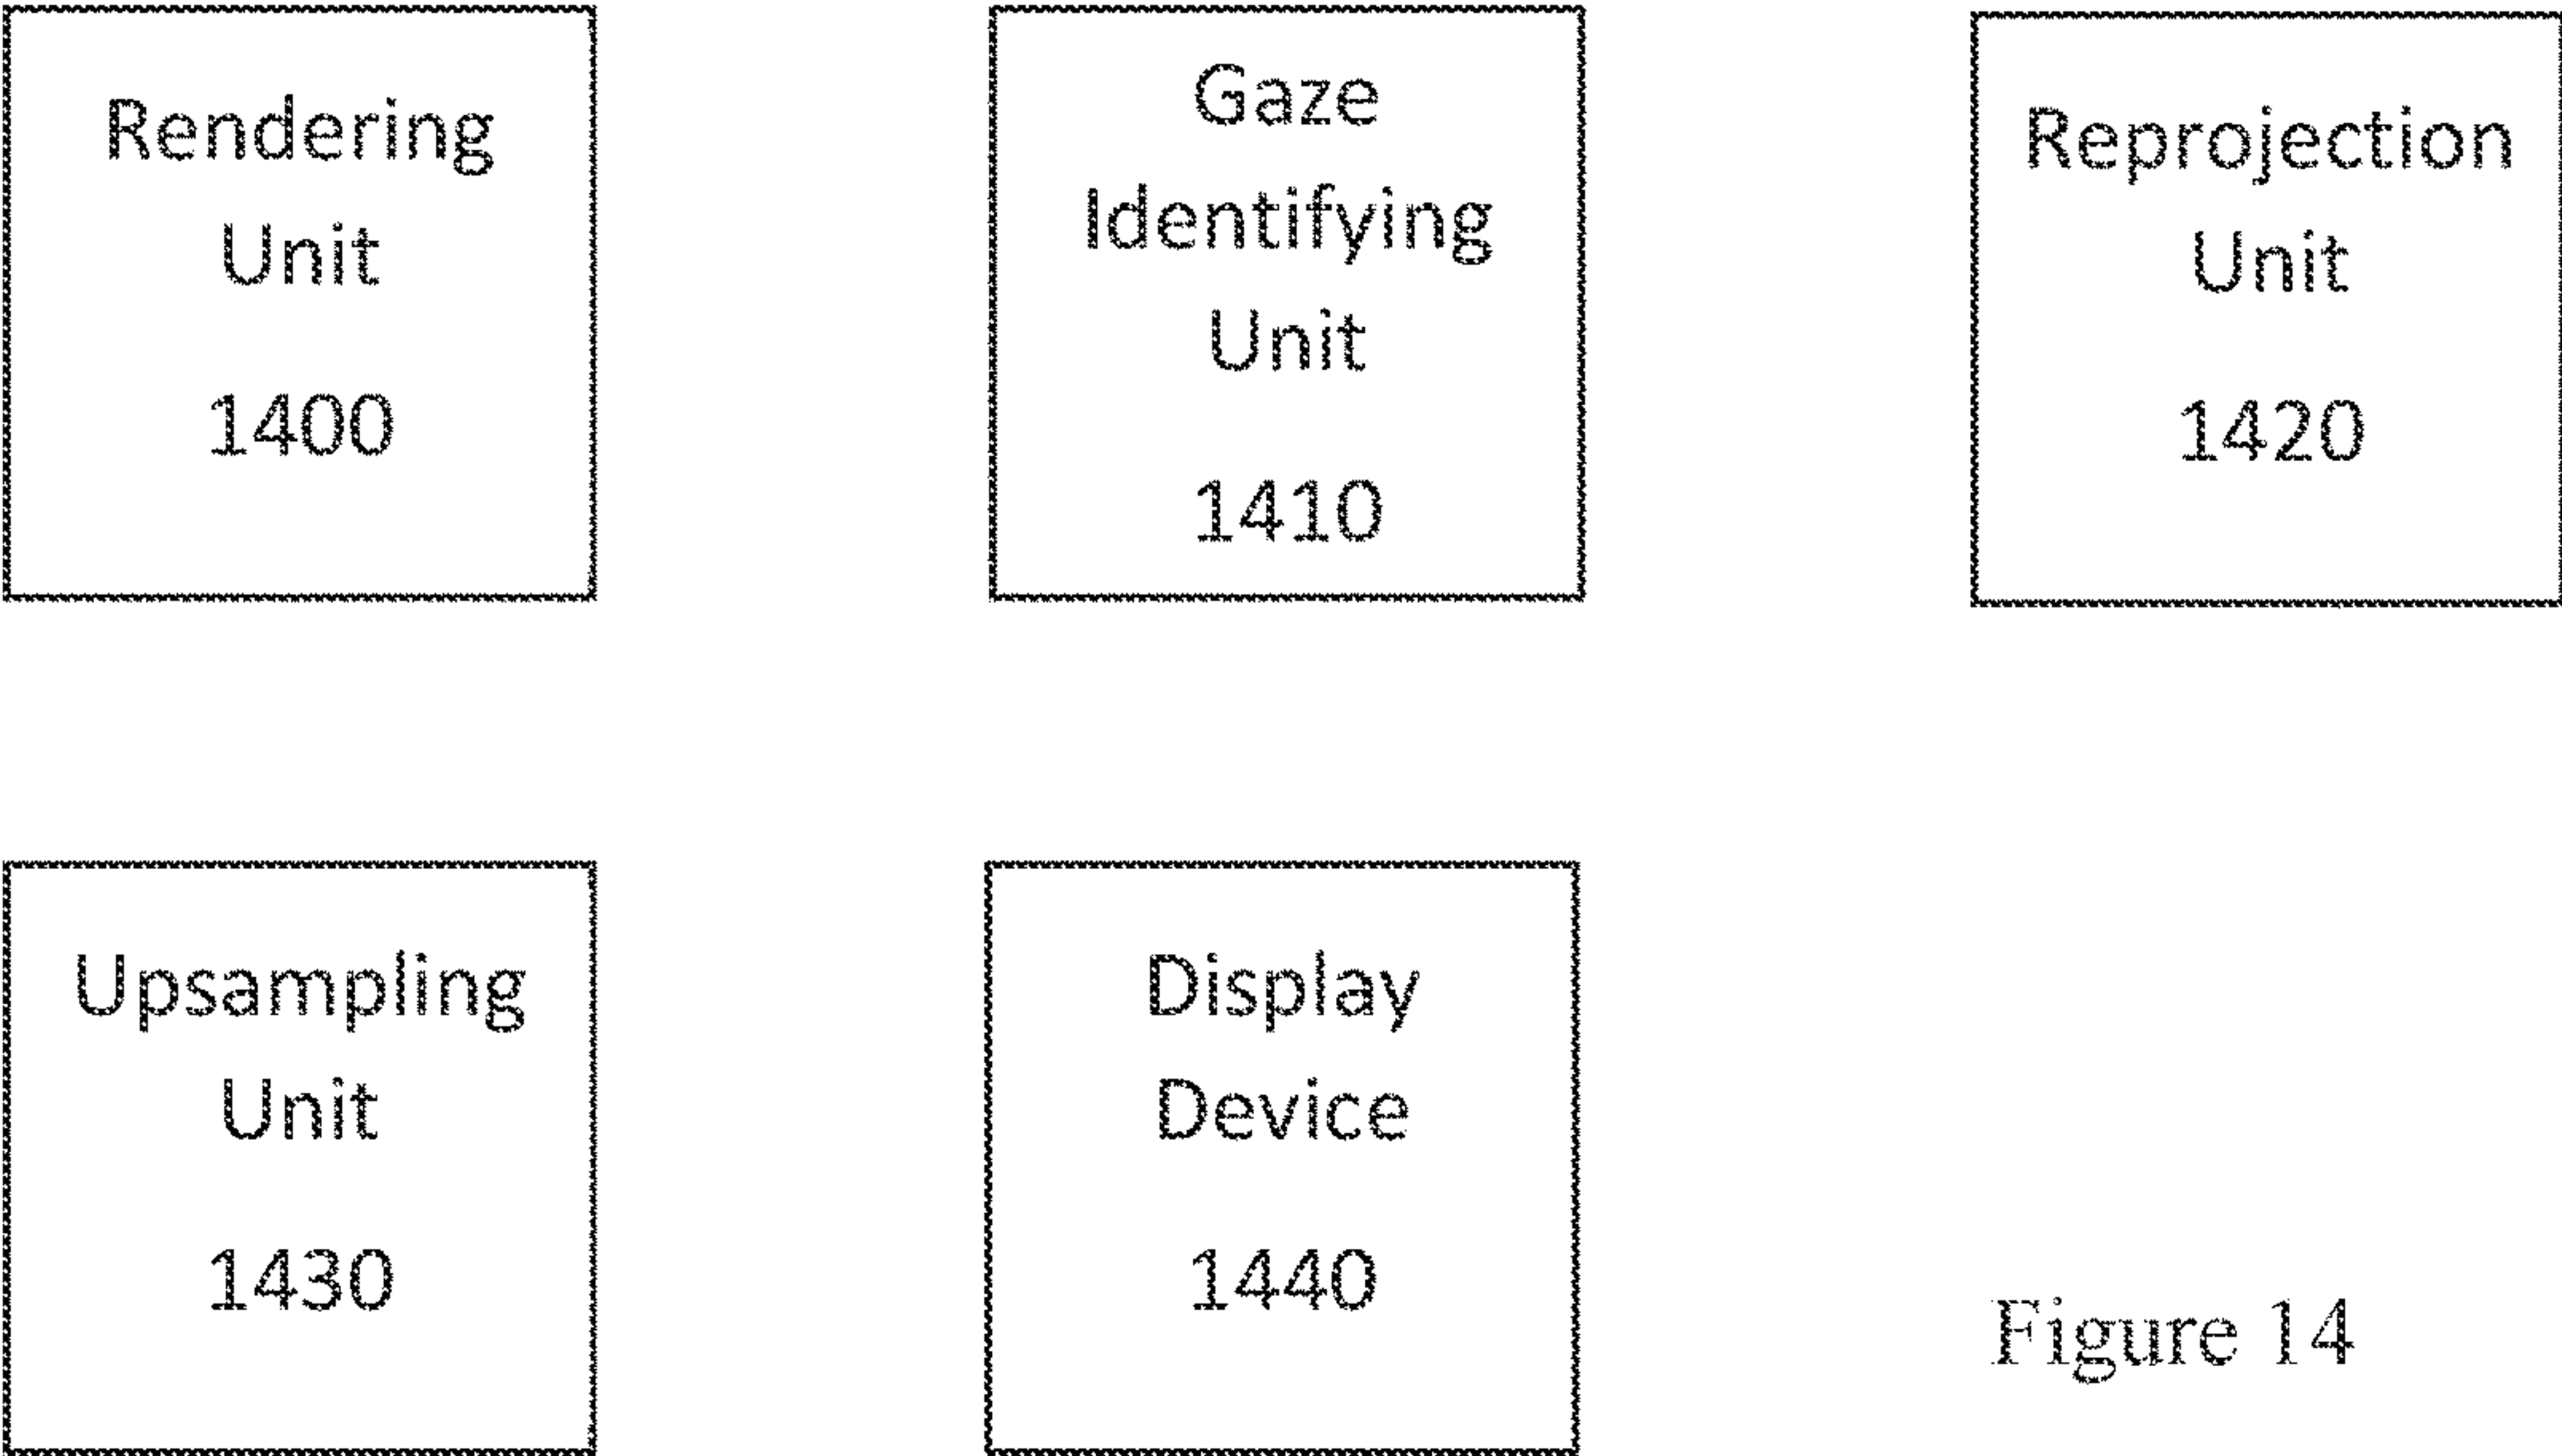 Rendering
Unit
1400
Gaze
Identifying
Unit
1410
Reprojection
Unit
1420
Upsampling
Unit
1430
Display
Device
1440
Figure 14